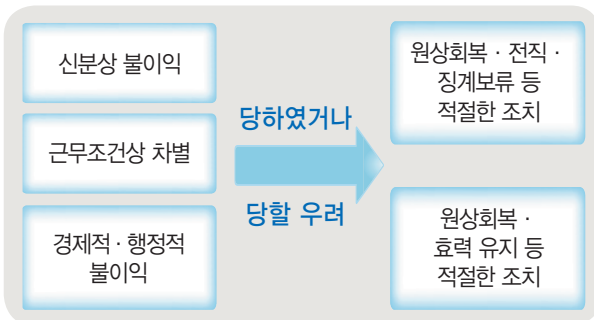 신분상 불이익
근무조건상 차별
경제적 · 행정적
불이익
당하였거나
당할 우려
원상회복 · 전직 ·
징계보류 등
적절한 조치
원상회복 ·
효력 유지 등
적절한 조치